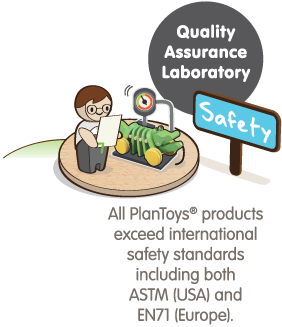 Quality
Assurance
Laboratory
Safety
All PlanToys® products
exceed international
safety standards
including both
ASTM (USA) and
EN71 (Europe).